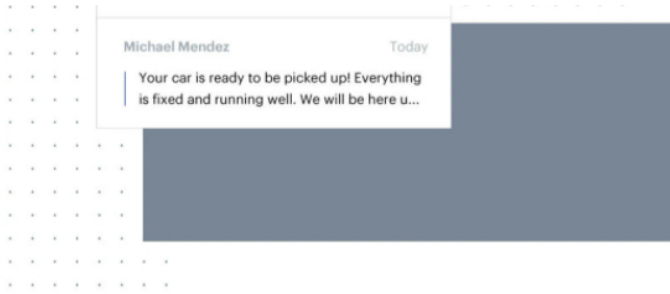 Michael Mendez Today
Your car is ready to be picked up! Everything
is fixed and running well. We will be here u...